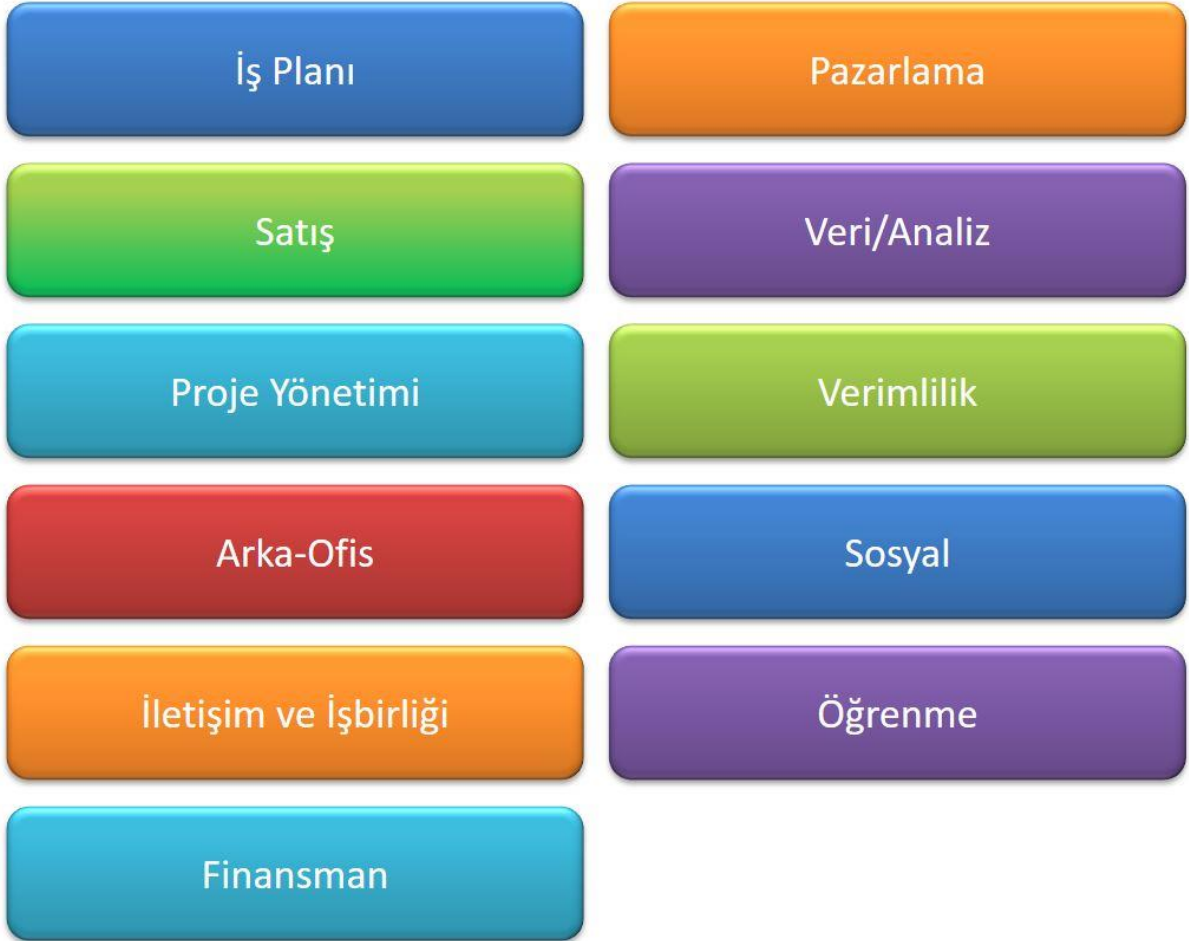 İş Planı
Pazarlama
Satış
Veri/Analiz
Proje Yönetimi
Verimlilik
Arka-Ofis
Sosyal
İletişim ve İşbirliği
Öğrenme
Finansman